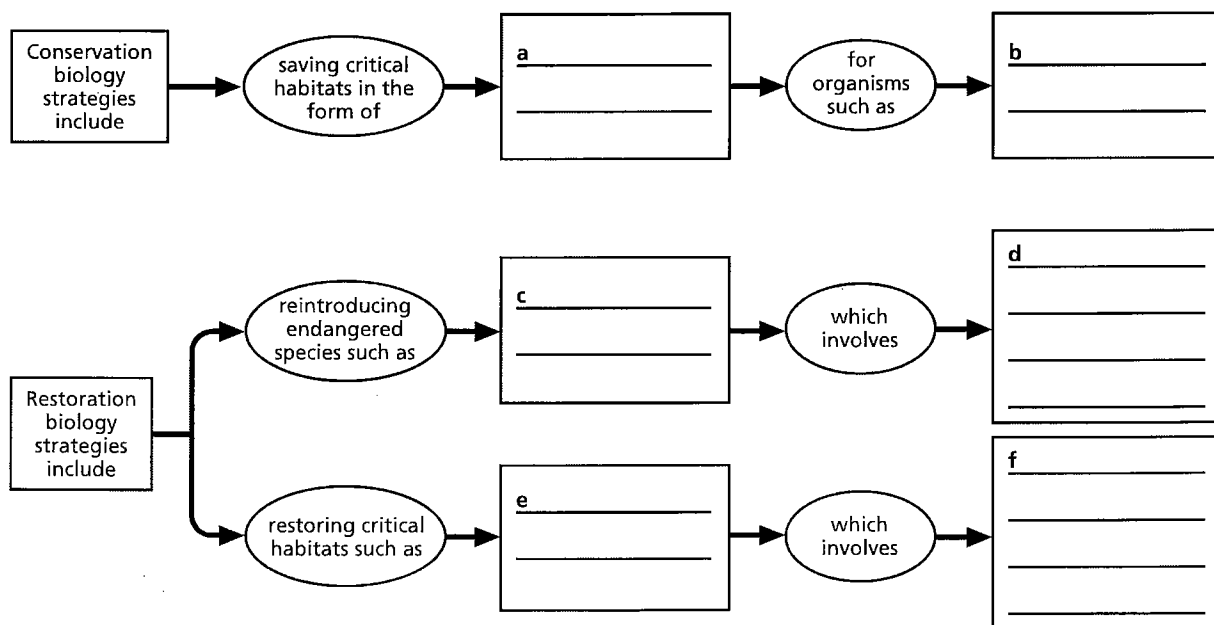 Conservation
biology
strategies
include
saving critical
habitats in the
form of
a
for
organisms
such as
b
Restoration
biology
strategies
include
reintroducing
endangered
species such as
c
which
involves
d
restoring critical
habitats such as
e
which
involves
f